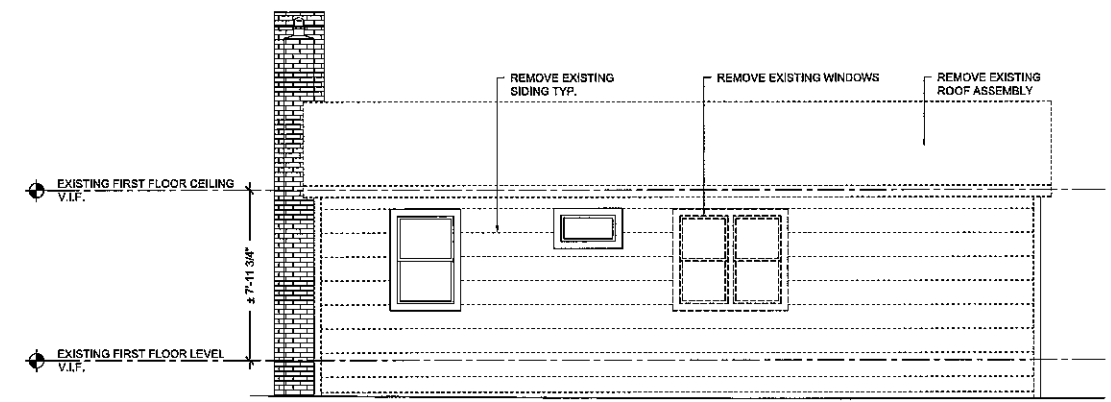 REMOVE EXISTING
SIDING TYP.
REMOVE EXISTING WINDOWS
REMOVE EXISTING
ROOF ASSEMBLY
EXISTING FIRST FLOOR CEILING
V.I.F.
± 7'-11 3/4"
EXISTING FIRST FLOOR LEVEL
V.I.F.